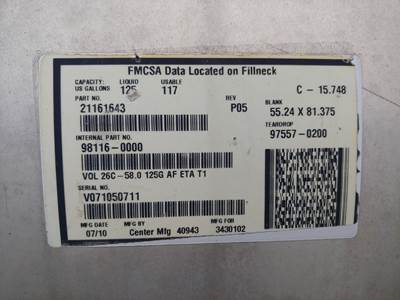 FMCSA Data Located on Fillneck
CAPACITY: LIQUID BASE
US GALLONS 125 117 C - 15.748
PART NO. REV BLANK
21161643 P05 55.24 X 81.375
TEARDROP
97557-0200
INTERNAL PART NO.
98116-0000
VOL 26C-58.0 125G AF ETA T1
SERIAL NO.
V071050711
MFG DATE MFG BY MFG FOR
07/10 Center Mfg 40943 3430102